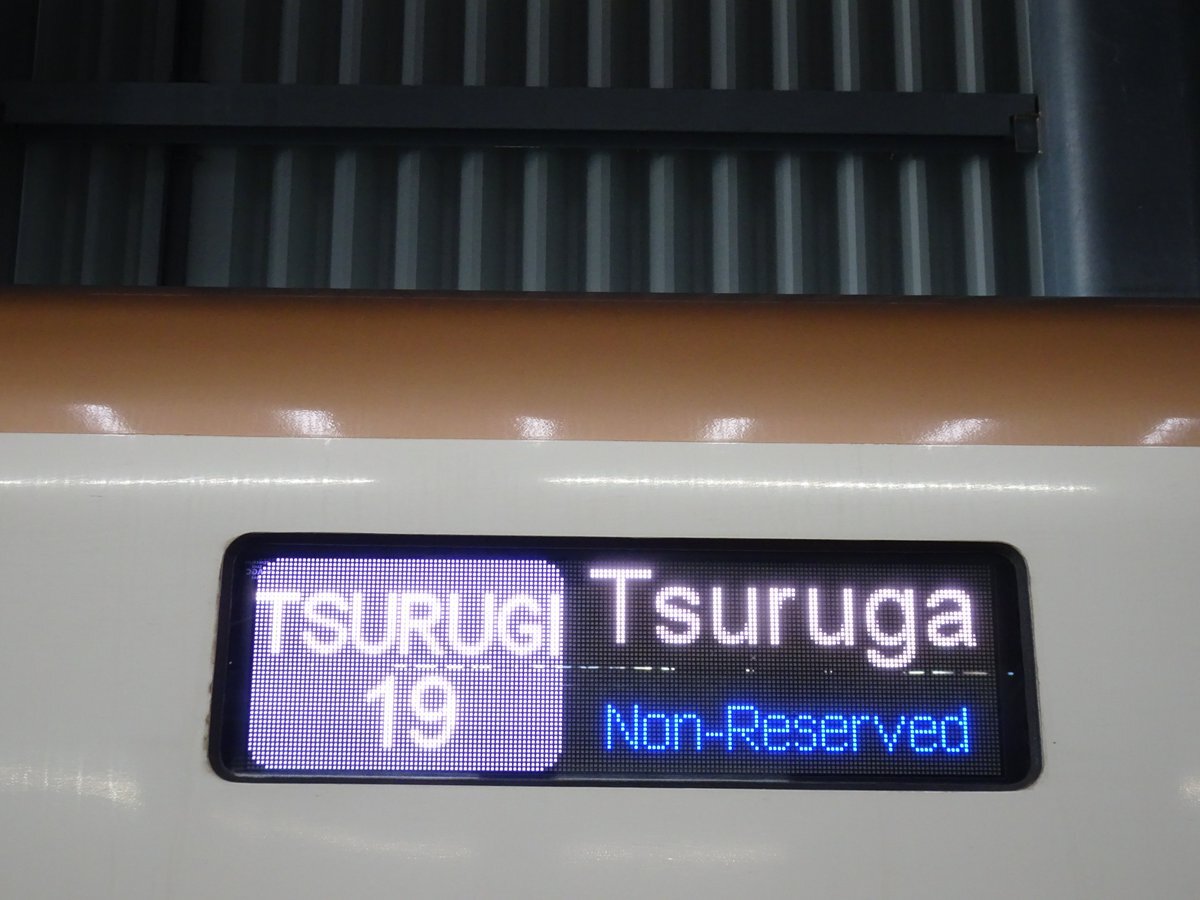 TSURUGI
19
Tsuruga
Non-Reserved